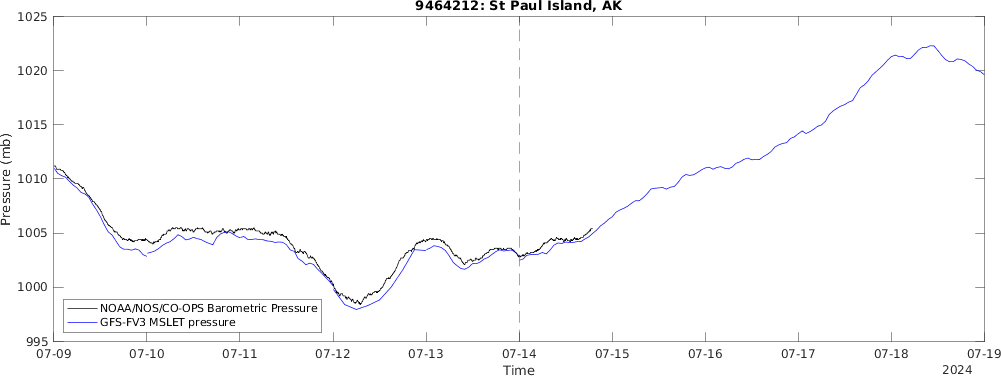 9464212: St Paul Island, AK
1025
1020
1015
1010
1005
1000
995
Pressure (mb)
NOAA/NOS/CO-OPS Barometric Pressure
GFS-FV3 MSLET pressure
07-09 07-10 07-11 07-12 07-13 07-14 07-15 07-16 07-17 07-18 07-19
Time
2024